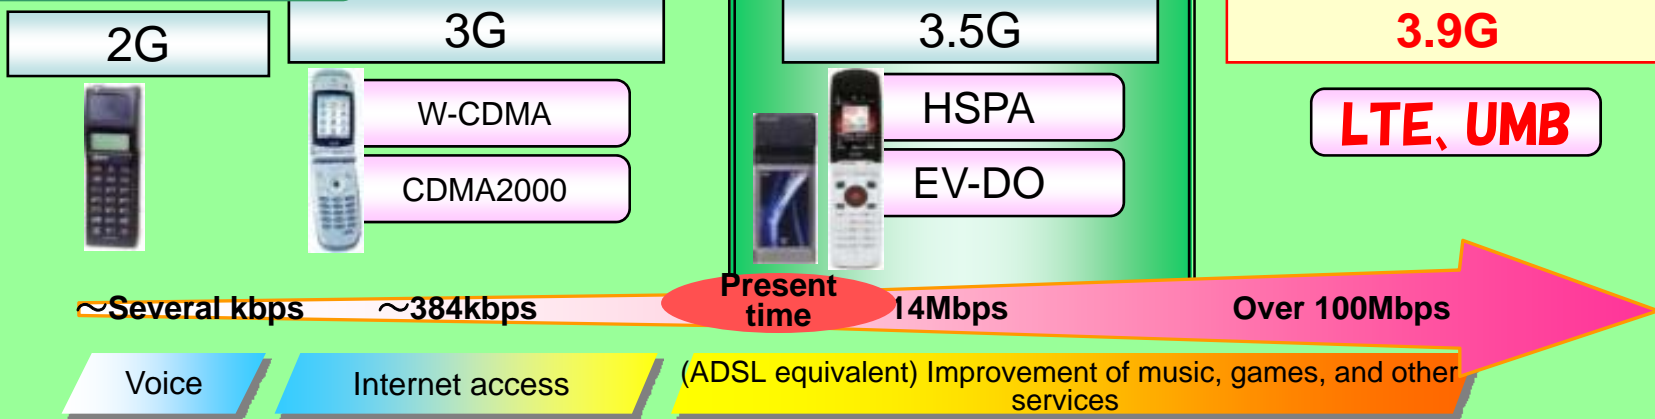 2G
3G
3.5G
3.9G
W-CDMA
CDMA2000
HSPA
EV-DO
LTE、UMB
～Several kbps
～384kbps
Present
time
14Mbps
Over 100Mbps
Voice
Internet access
(ADSL equivalent) Improvement of music, games, and other
services